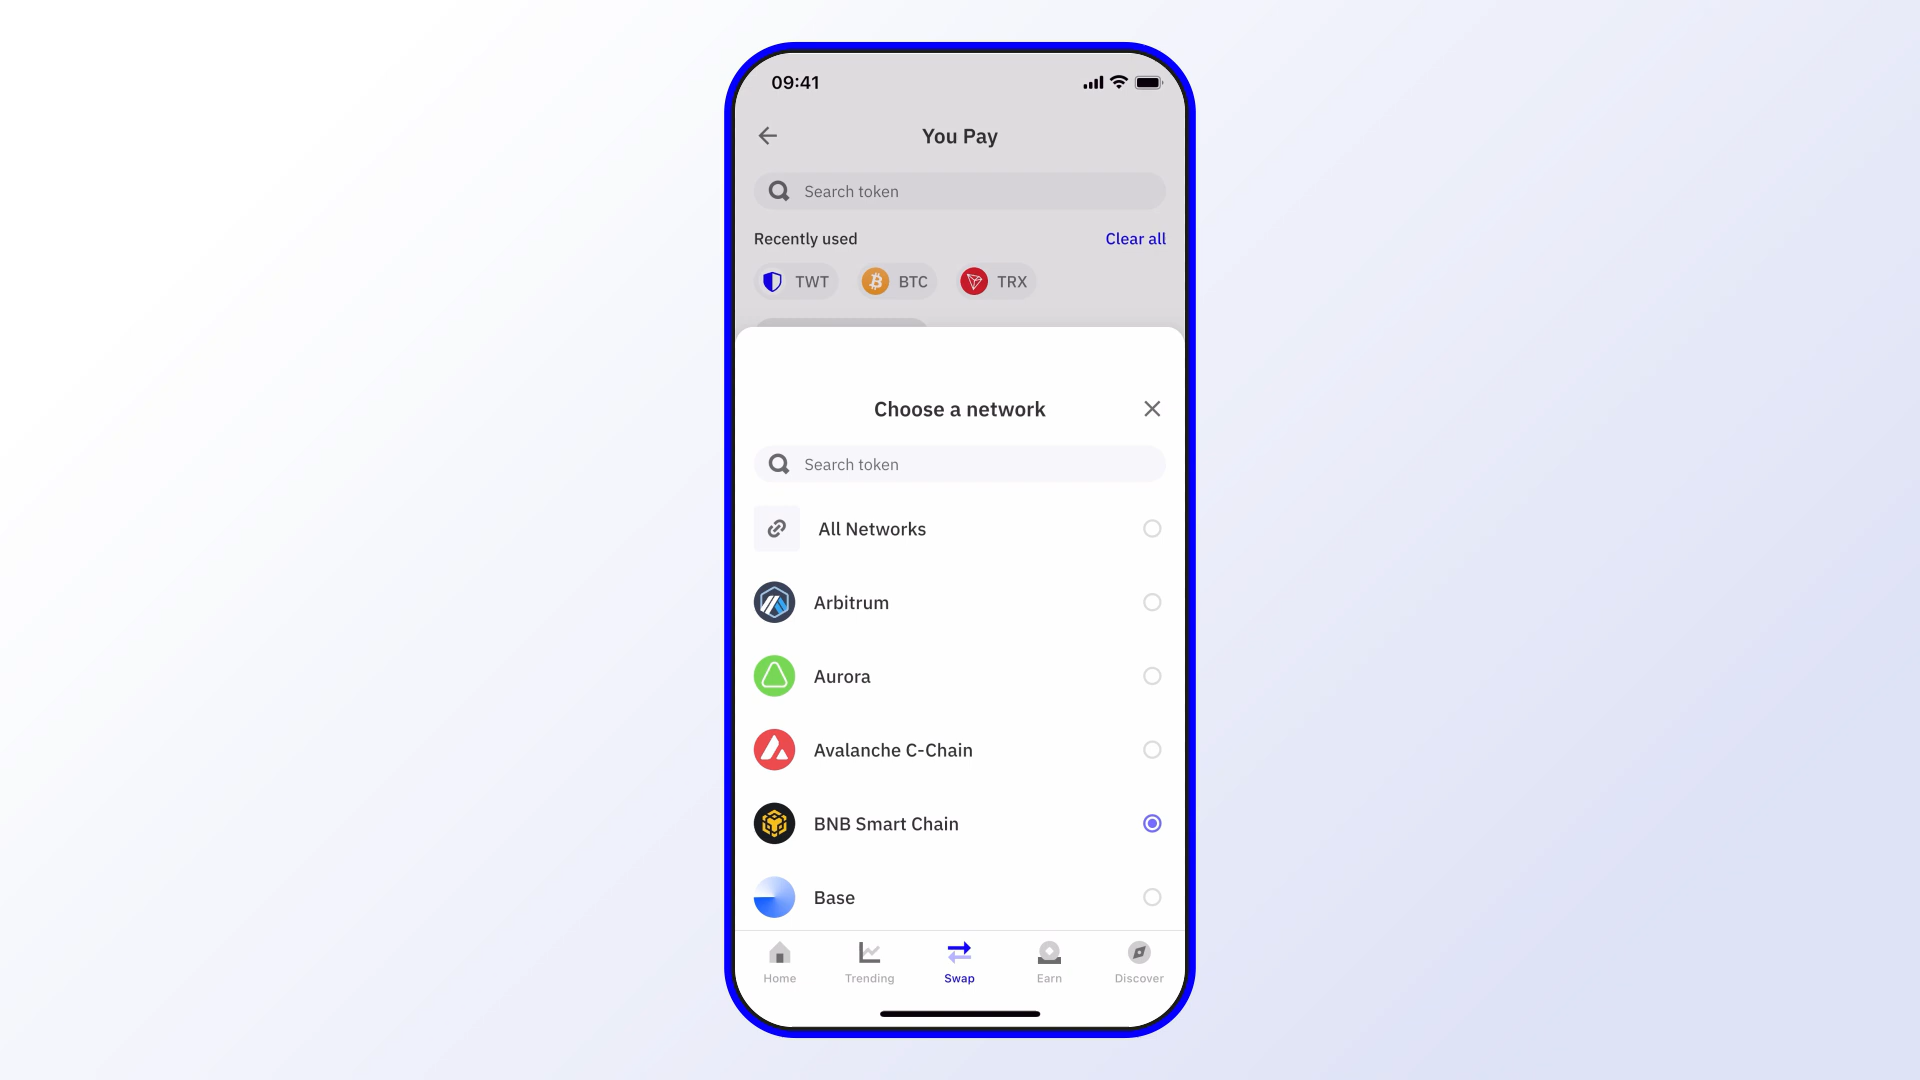 09:41
You Pay
Search token
Recently used
Clear all
TWT
BTC
TRX
Choose a network
Search token
All Networks
Arbitrum
Aurora
Avalanche C-Chain
BNB Smart Chain
Base
Home
Trending
Swap
Earn
Discover